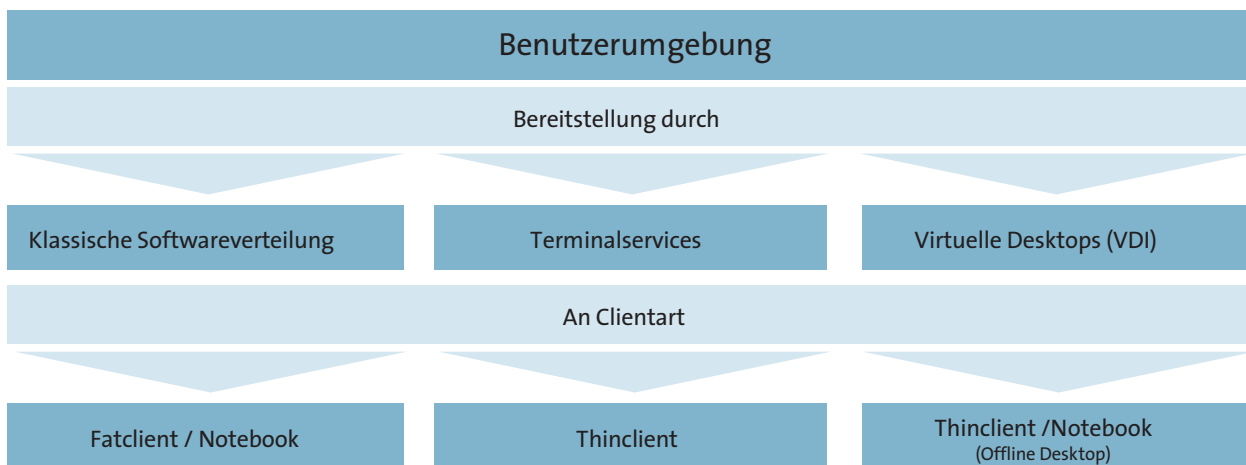 Benutzerumgebung
Bereitstellung durch
Klassische Softwareverteilung
Terminalservices
Virtuelle Desktops (VDI)
An Clientart
Fatclient / Notebook
Thinclient
Thinclient /Notebook
(Offline Desktop)